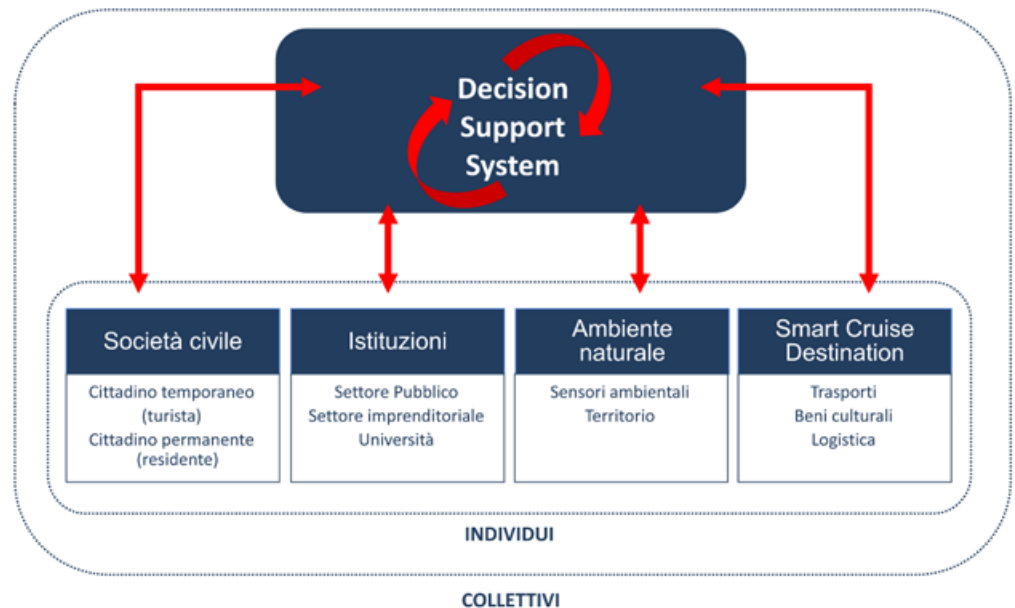 Decision
Support
System
Società civile
Cittadino temporaneo
(turista)
Cittadino permanente
(residente)
Istituzioni
Settore Pubblico
Settore imprenditoriale
Università
Ambiente
naturale
Sensori ambientali
Territorio
Smart Cruise
Destination
Trasporti
Beni culturali
Logistica
INDIVIDUI
COLLETTIVI